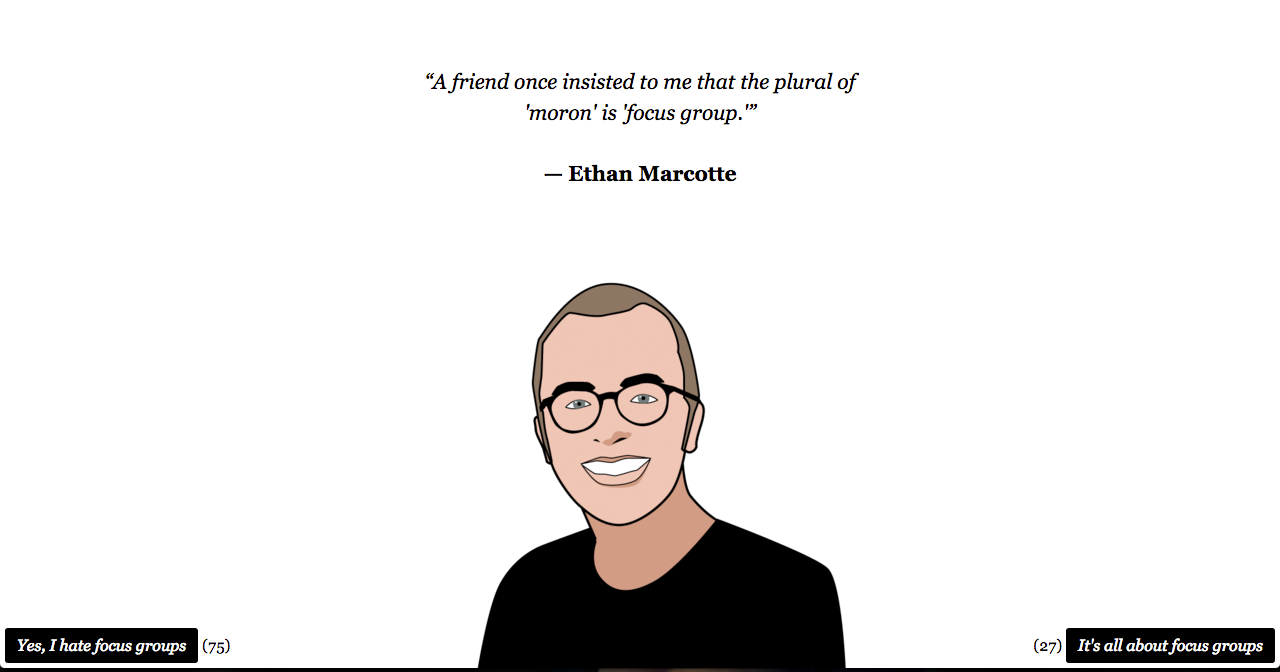 “A friend once insisted to me that the plural of
'moron' is 'focus group.'”
— Ethan Marcotte
Yes, I hate focus groups (75)
(27) It's all about focus groups